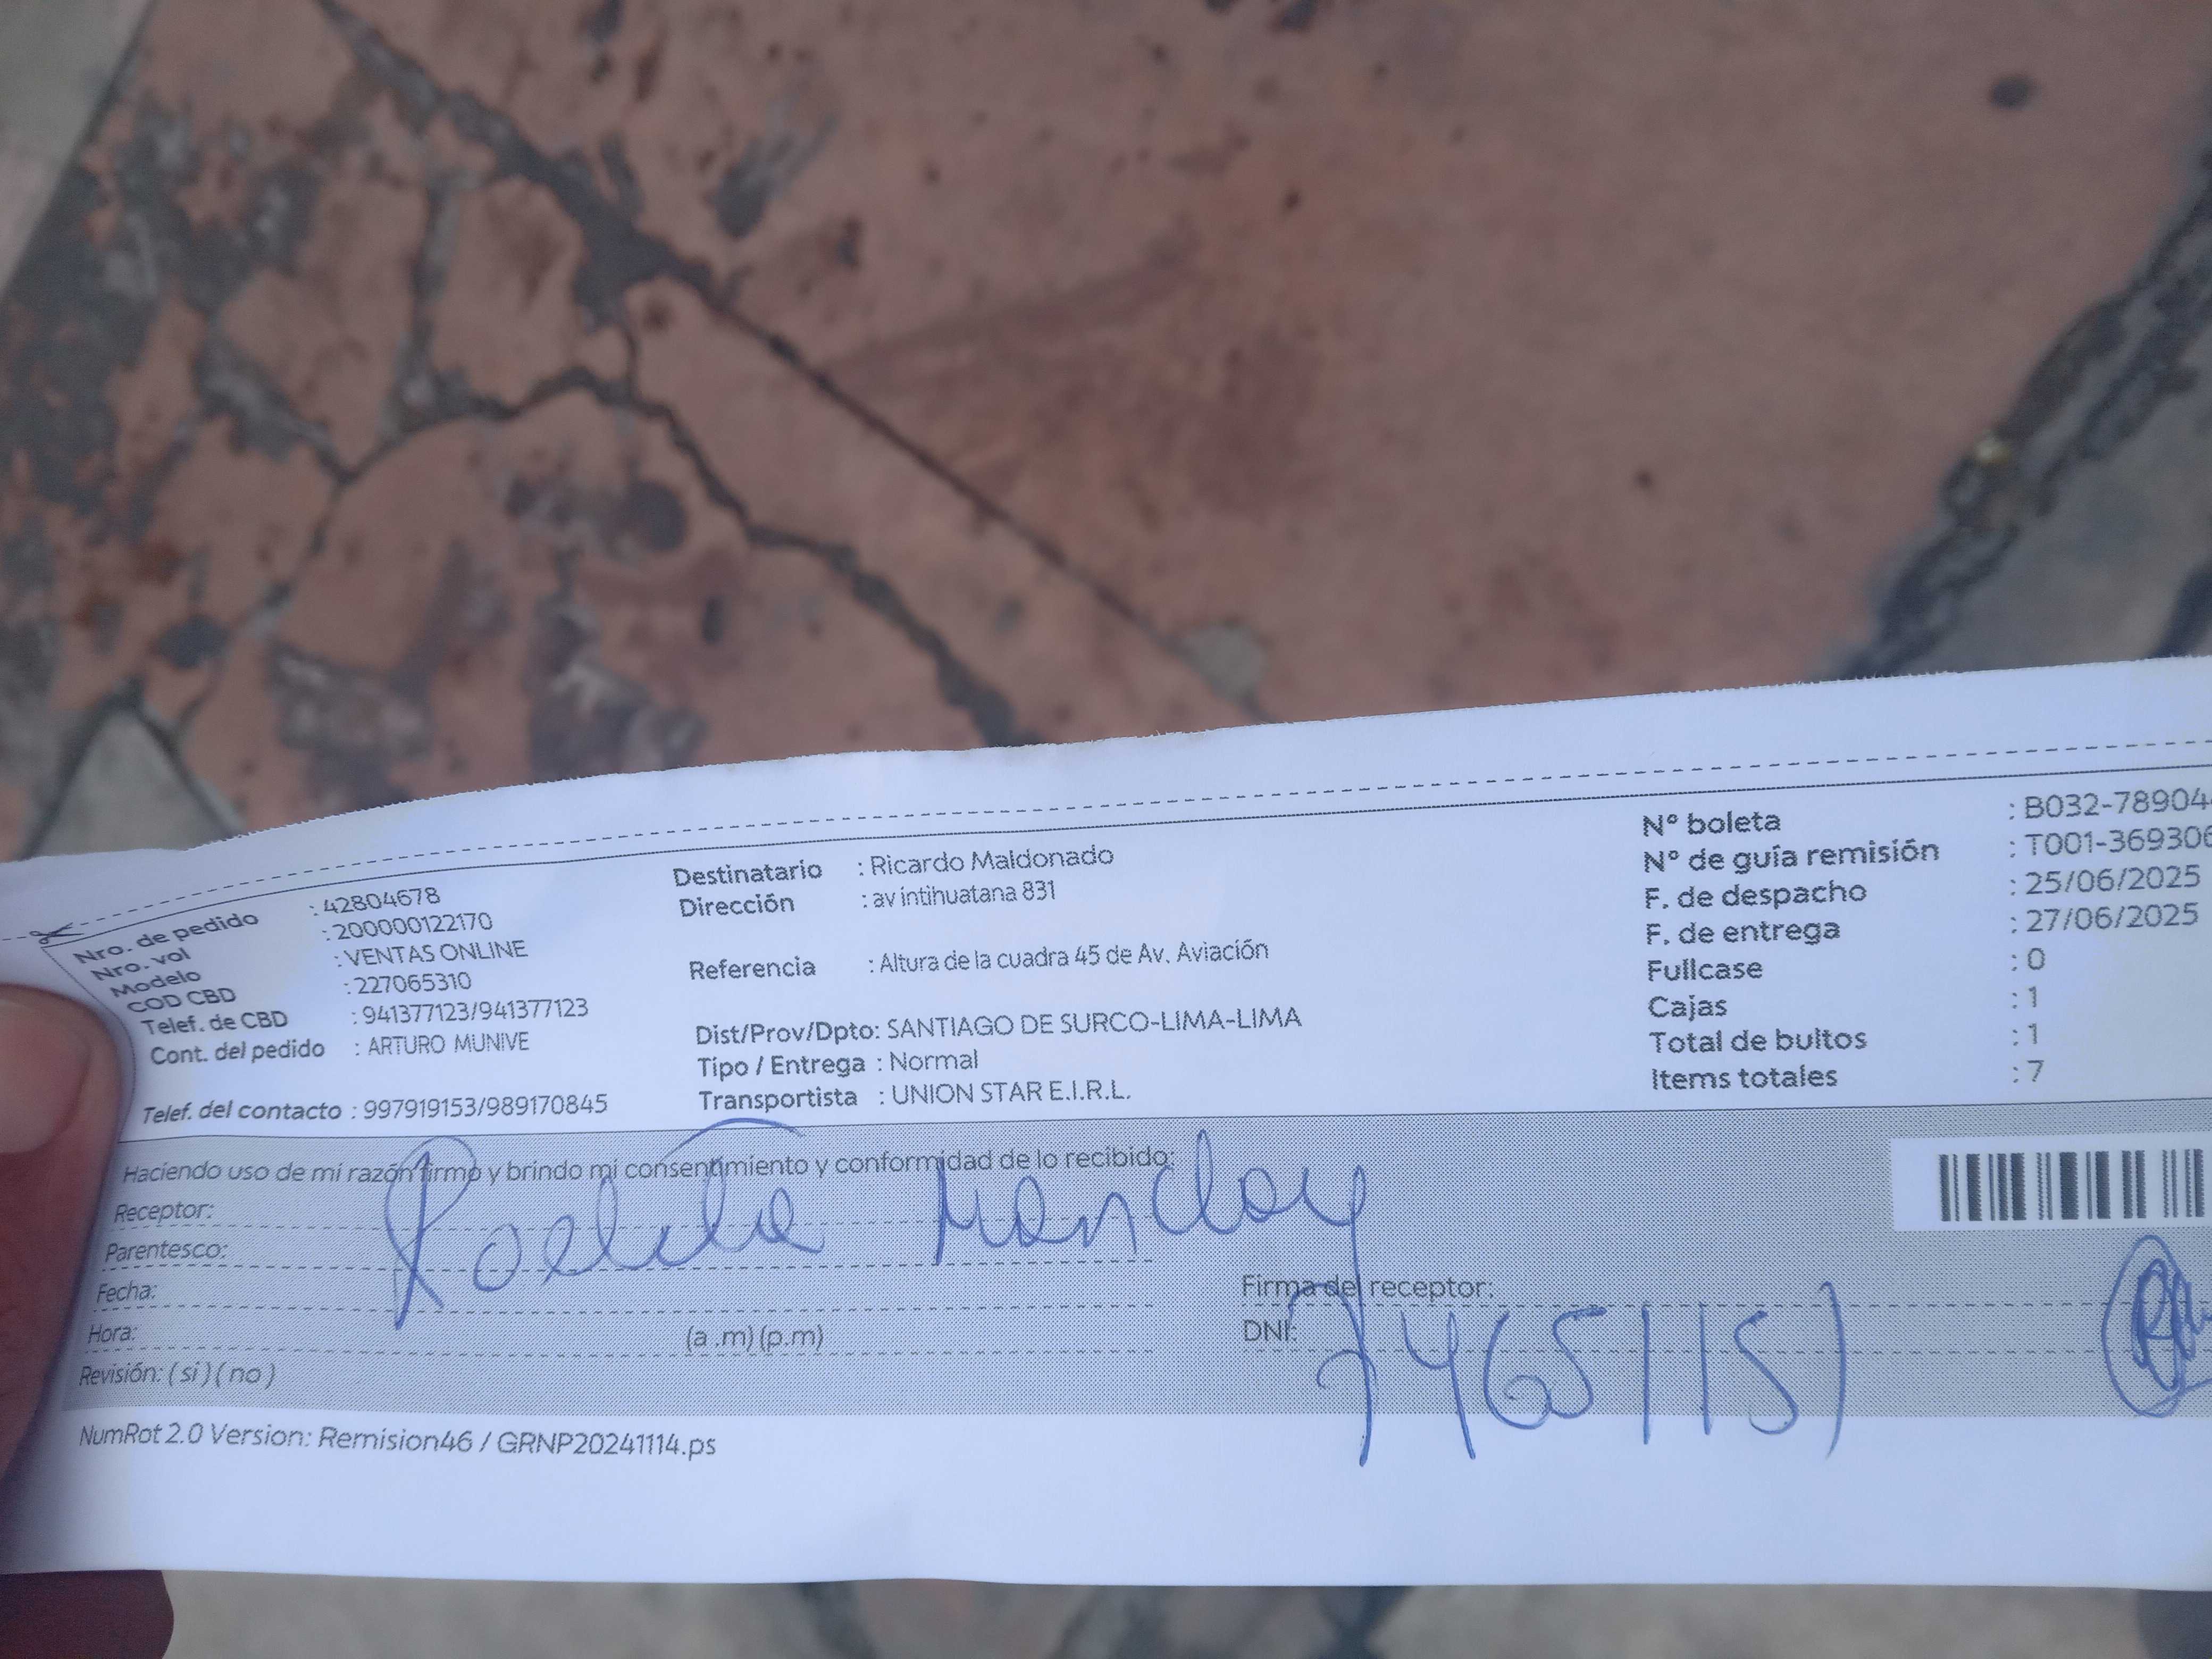 Nro. de pedido : 42804678
Nro. vol : 200000122170
Modelo : VENTAS ONLINE
COD CBD : 227065310
Telef. de CBD : 941377123/941377123
Cont. del pedido : ARTURO MUNIVE
Telef. del contacto : 997919153/989170845
Destinatario : Ricardo Maldonado
Dirección : av intihuatana 831
Referencia : Altura de la cuadra 45 de Av. Aviación
Dist/Prov/Dpto: SANTIAGO DE SURCO-LIMA-LIMA
Tipo / Entrega : Normal
Transportista : UNION STAR E.I.R.L.
Nº boleta : B032-78904
Nº de guía remisión : T001-369306
F. de despacho : 25/06/2025
F. de entrega : 27/06/2025
Fullcase : 0
Cajas : 1
Total de bultos : 1
Items totales : 7
Haciendo uso de mi razón firmo y brindo mi consentimiento y conformidad de lo recibido:
Receptor:
Parentesco:
Fecha:
Hora: (a .m) (p.m)
Revisión: ( si ) ( no )
Firma del receptor:
DNI:
NumRot 2.0 Version: Remision46 / GRNP20241114.ps